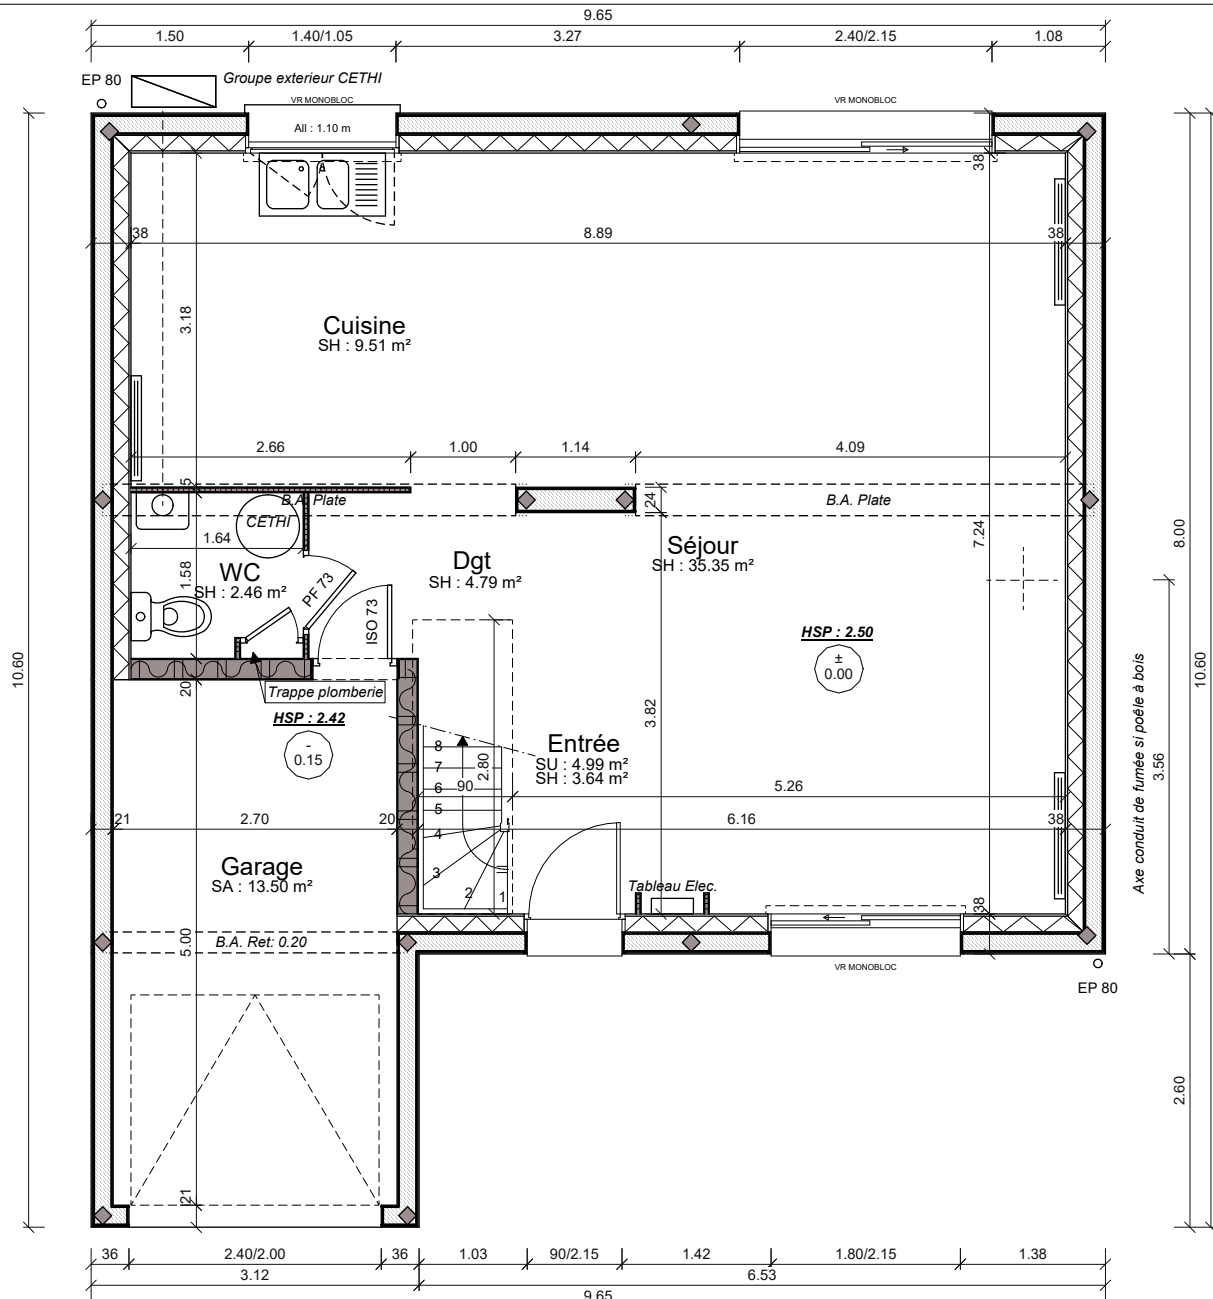 9.65
1.50
1.40/1.05
3.27
2.40/2.15
1.08
EP 80
Groupe exterieur CETHI
VR MONOBLOC
VR MONOBLOC
All : 1.10 m
38
38
8.89
38
3.18
Cuisine
SH : 9.51 m²
2.66
1.00
1.14
4.09
5
B.A. Plate
24
B.A. Plate
CETHI
1.64
7.24
8.00
Séjour
SH : 35.35 m²
Dgt
SH : 4.79 m²
WC
SH : 2.46 m²
1.58
PF 73
ISO 73
HSP : 2.50
±
0.00
10.60
10.60
20
Trappe plomberie
HSP : 2.42
-
0.15
3.82
Axe conduit de fumée si poêle à bois
3.56
Entrée
SU : 4.99 m²
SH : 3.64 m²
8
7
6
5
4
3
2
1
90
2.80
5.26
21
2.70
20
6.16
38
Garage
SA : 13.50 m²
Tableau Elec.
38
B.A. Ret: 0.20
5.00
VR MONOBLOC
EP 80
2.60
21
36
2.40/2.00
36
1.03
90/2.15
1.42
1.80/2.15
1.38
3.12
6.53
9.65